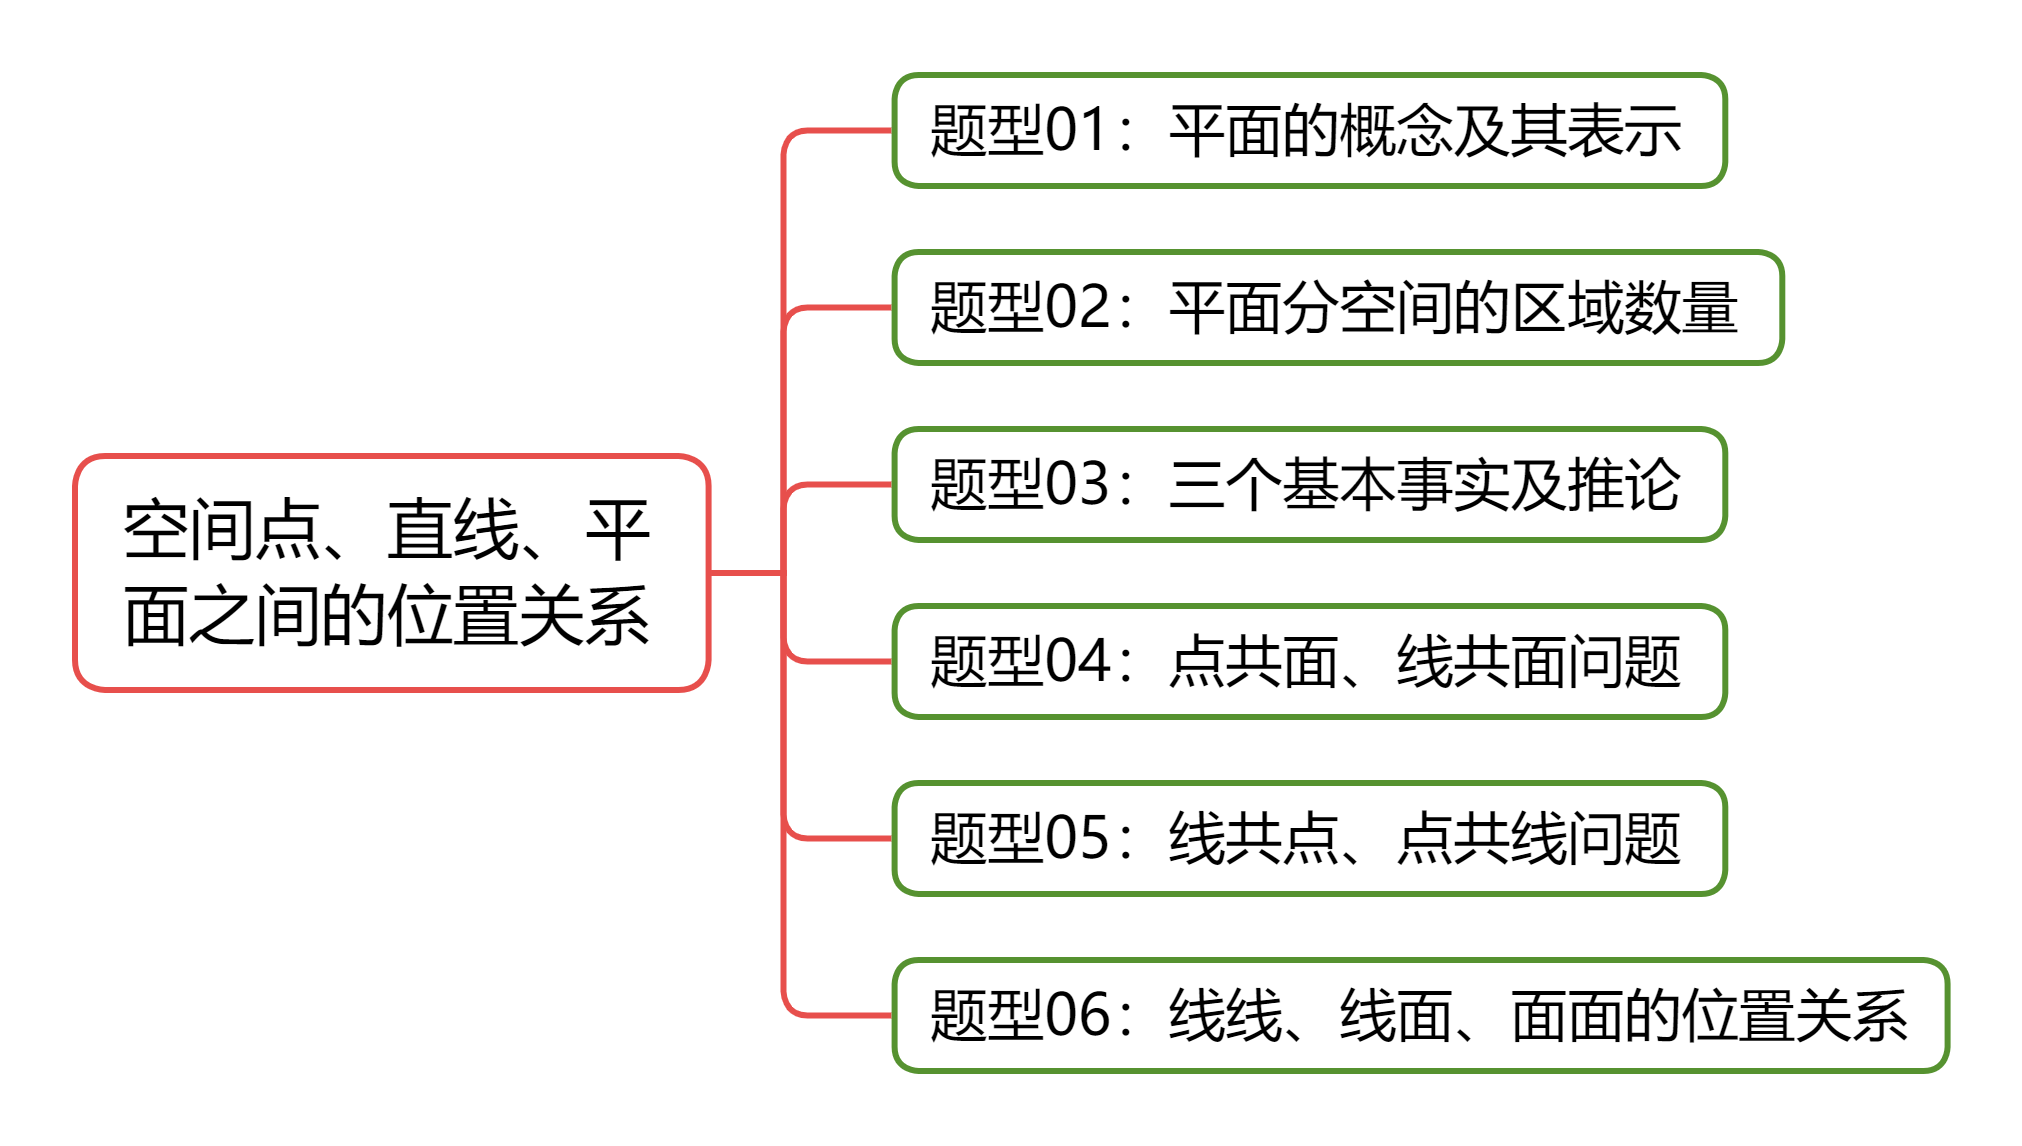 空间点、直线、平
面之间的位置关系
题型01：平面的概念及其表示
题型02：平面分空间的区域数量
题型03：三个基本事实及推论
题型04：点共面、线共面问题
题型05：线共点、点共线问题
题型06：线线、线面、面面的位置关系